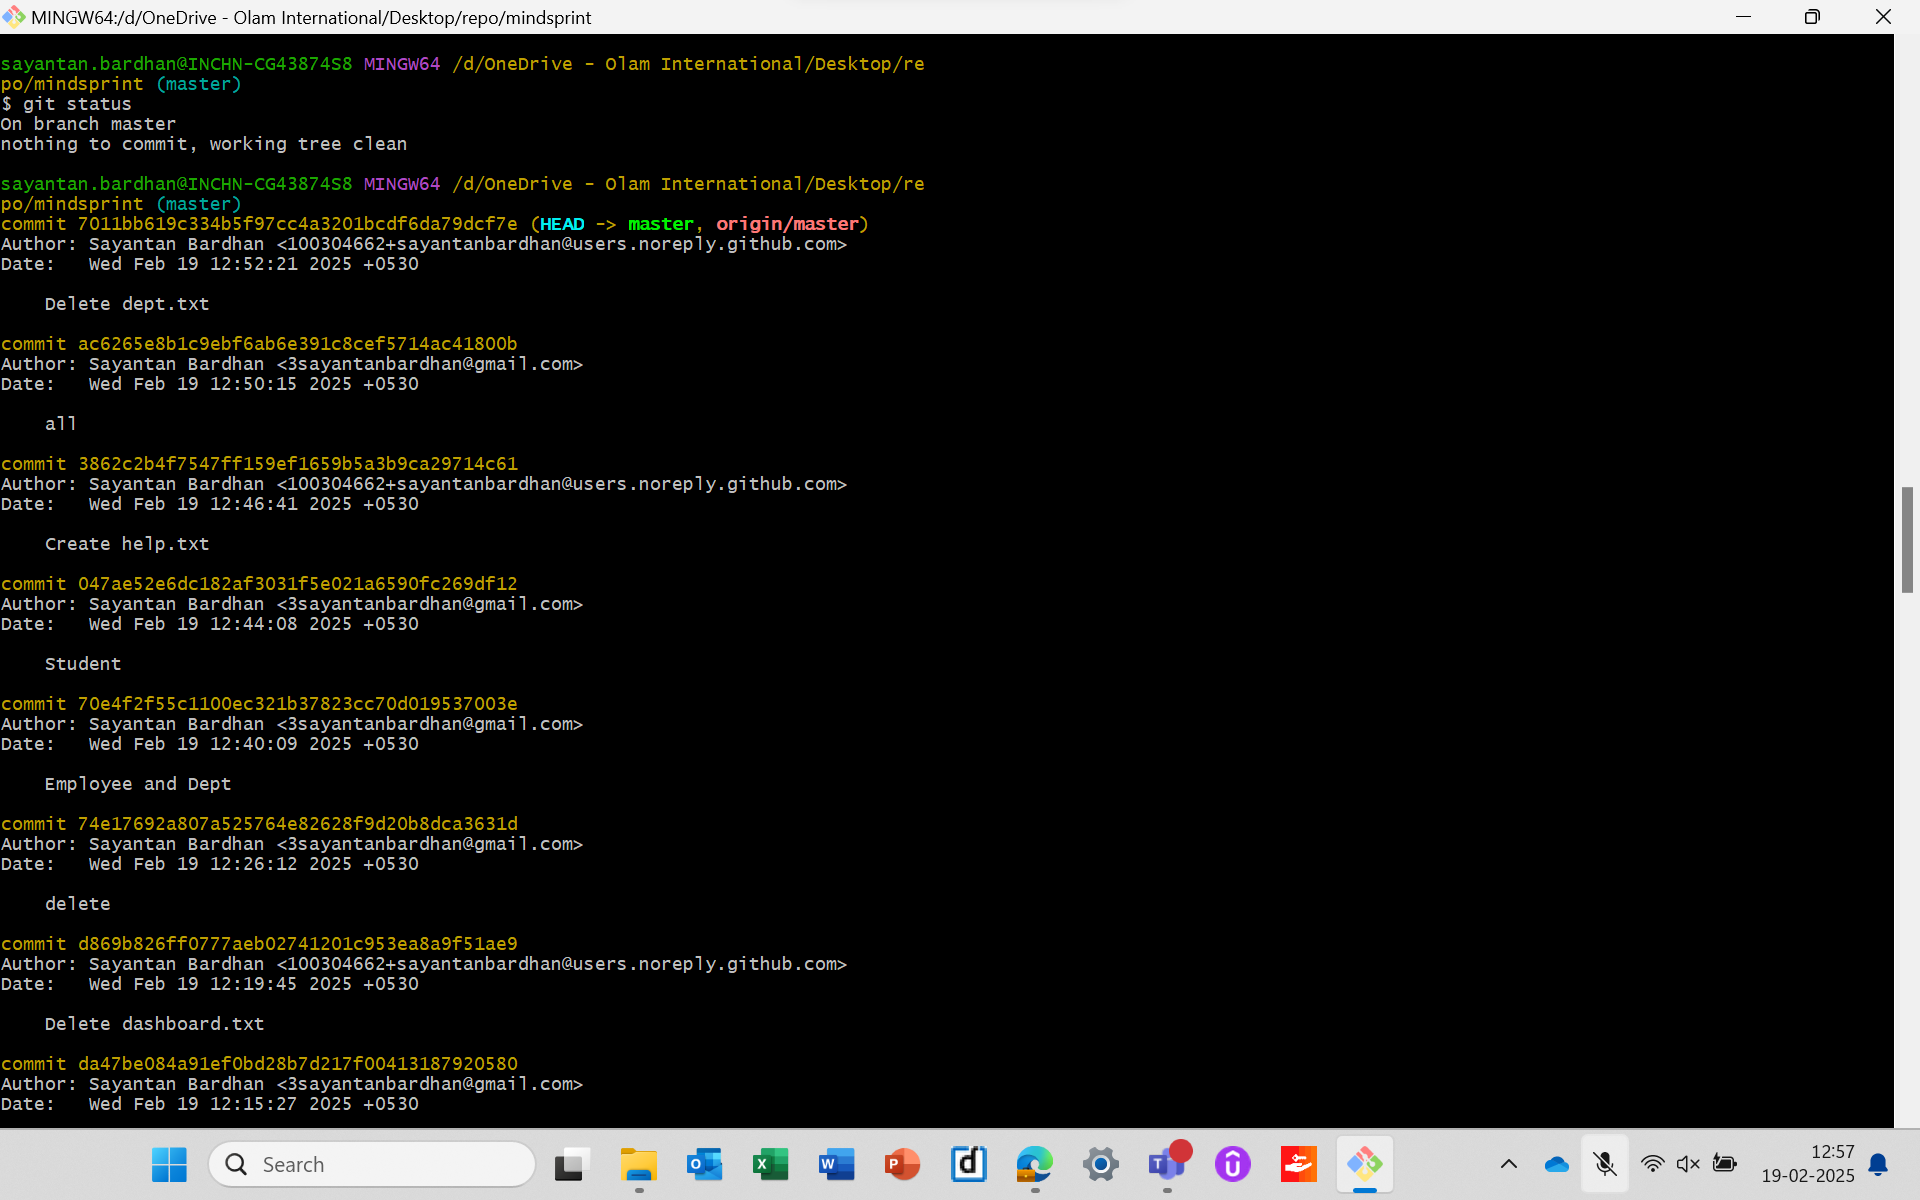 MINGW64:/d/OneDrive - Olam International/Desktop/repo/mindsprint
sayantan.bardhan@INCHN-CG43874S8 MINGW64 /d/OneDrive - Olam International/Desktop/re
po/mindsprint (master)
$ git status
On branch master
nothing to commit, working tree clean
sayantan.bardhan@INCHN-CG43874S8 MINGW64 /d/OneDrive - Olam International/Desktop/re
po/mindsprint (master)
commit 7011bb619c334b5f97cc4a3201bcdf6da79dcf7e (HEAD -> master, origin/master)
Author: Sayantan Bardhan <100304662+sayantanbardhan@users.noreply.github.com>
Date:   Wed Feb 19 12:52:21 2025 +0530
Delete dept.txt
commit ac6265e8b1c9ebf6ab6e391c8cef5714ac41800b
Author: Sayantan Bardhan <3sayantanbardhan@gmail.com>
Date:   Wed Feb 19 12:50:15 2025 +0530
all
commit 3862c2b4f7547ff159ef1659b5a3b9ca29714c61
Author: Sayantan Bardhan <100304662+sayantanbardhan@users.noreply.github.com>
Date:   Wed Feb 19 12:46:41 2025 +0530
Create help.txt
commit 047ae52e6dc182af3031f5e021a6590fc269df12
Author: Sayantan Bardhan <3sayantanbardhan@gmail.com>
Date:   Wed Feb 19 12:44:08 2025 +0530
Student
commit 70e4f2f55c1100ec321b37823cc70d019537003e
Author: Sayantan Bardhan <3sayantanbardhan@gmail.com>
Date:   Wed Feb 19 12:40:09 2025 +0530
Employee and Dept
commit 74e17692a807a525764e82628f9d20b8dca3631d
Author: Sayantan Bardhan <3sayantanbardhan@gmail.com>
Date:   Wed Feb 19 12:26:12 2025 +0530
delete
commit d869b826ff0777aeb02741201c953ea8a9f51ae9
Author: Sayantan Bardhan <100304662+sayantanbardhan@users.noreply.github.com>
Date:   Wed Feb 19 12:19:45 2025 +0530
Delete dashboard.txt
commit da47be084a91ef0bd28b7d217f00413187920580
Author: Sayantan Bardhan <3sayantanbardhan@gmail.com>
Date:   Wed Feb 19 12:15:27 2025 +0530
Search
12:57
19-02-2025